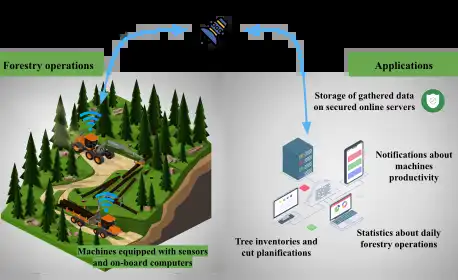 Forestry operations
Applications
Storage of gathered data
on secured online servers
Notifications about
machines
productivity
Tree inventories and
cut planifications
Statistics about daily
forestry operations
Machines equipped with sensors
and on-board computers